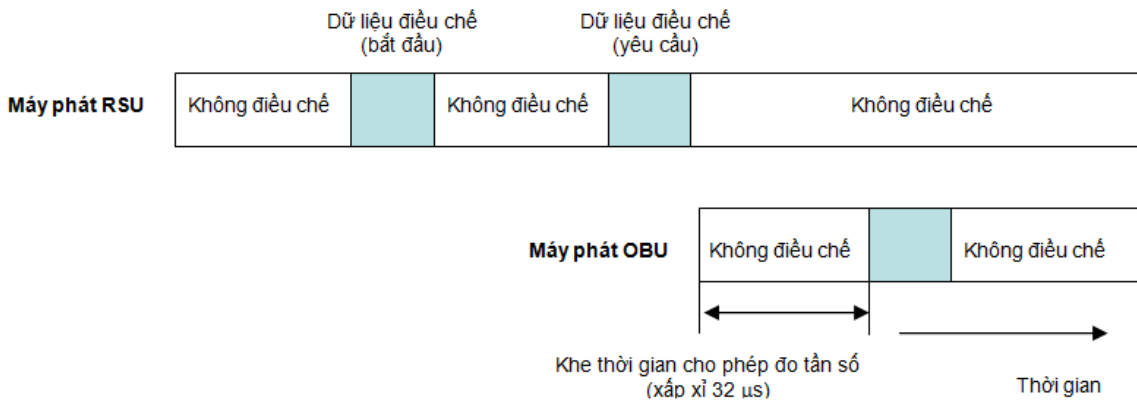 Dữ liệu điều chế
(bắt đầu)
Dữ liệu điều chế
(yêu cầu)
Máy phát RSU
Không điều chế
Không điều chế
Không điều chế
Máy phát OBU
Không điều chế
Không điều chế
Khe thời gian cho phép đo tần số
(xấp xỉ 32 µs)
Thời gian